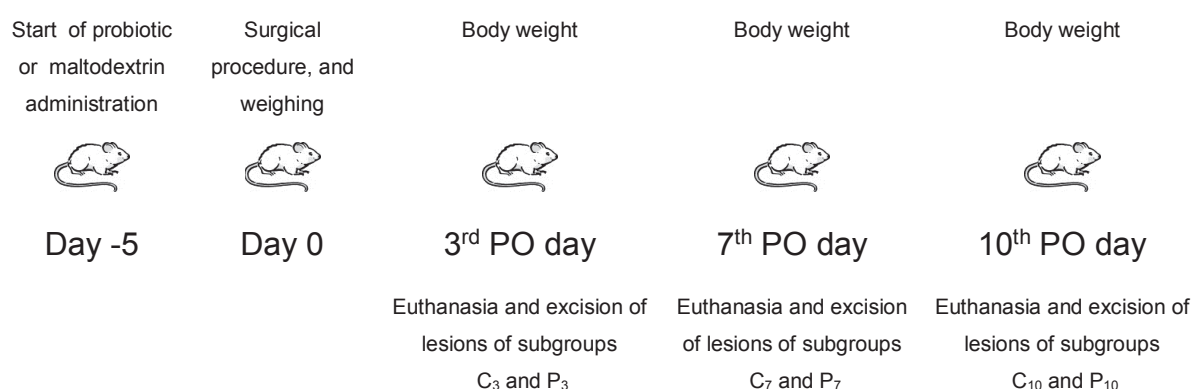 Start of probiotic
or maltodextrin
administration
Surgical
procedure, and
weighing
Body weight
Body weight
Body weight
Day -5
Day 0
3rd PO day
7th PO day
10th PO day
Euthanasia and excision of
lesions of subgroups
C3 and P3
Euthanasia and excision
of lesions of subgroups
C7 and P7
Euthanasia and excision of
lesions of subgroups
C10 and P10